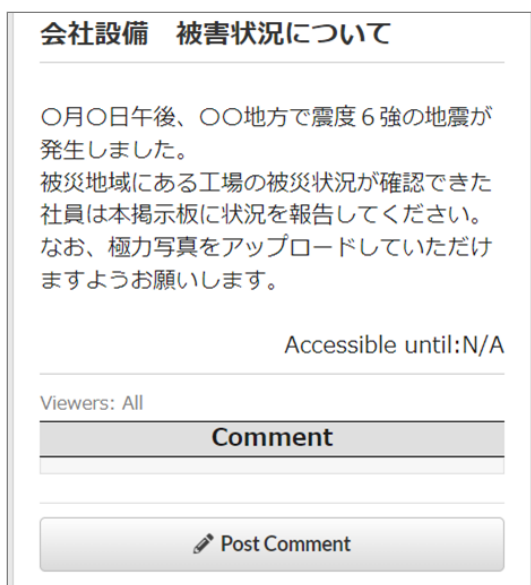 会社設備　被害状況について
〇月〇日午後、〇〇地方で震度６強の地震が
発生しました。
被災地域にある工場の被災状況が確認できた
社員は本掲示板に状況を報告してください。
なお、極力写真をアップロードしていただけ
ますようお願いします。
Accessible until:N/A
Viewers: All
Comment
Post Comment